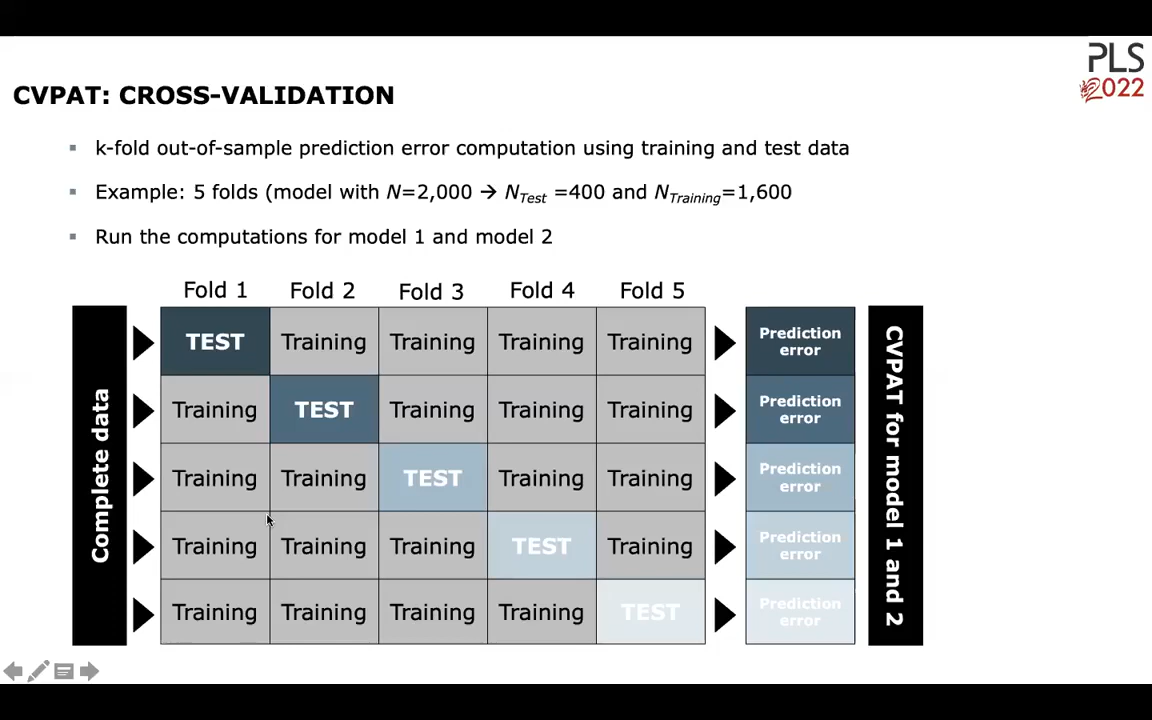 PLS
2022
CVPAT: CROSS-VALIDATION
k-fold out-of-sample prediction error computation using training and test data
Example: 5 folds (model with N=2,000 → NTest =400 and NTraining=1,600
Run the computations for model 1 and model 2
Fold 1 Fold 2 Fold 3 Fold 4 Fold 5
Complete data
TEST Training Training Training Training Prediction error
Training TEST Training Training Training Prediction error
Training Training TEST Training Training Prediction error
Training Training Training TEST Training Prediction error
Training Training Training Training TEST Prediction error
CVPAT for model 1 and 2